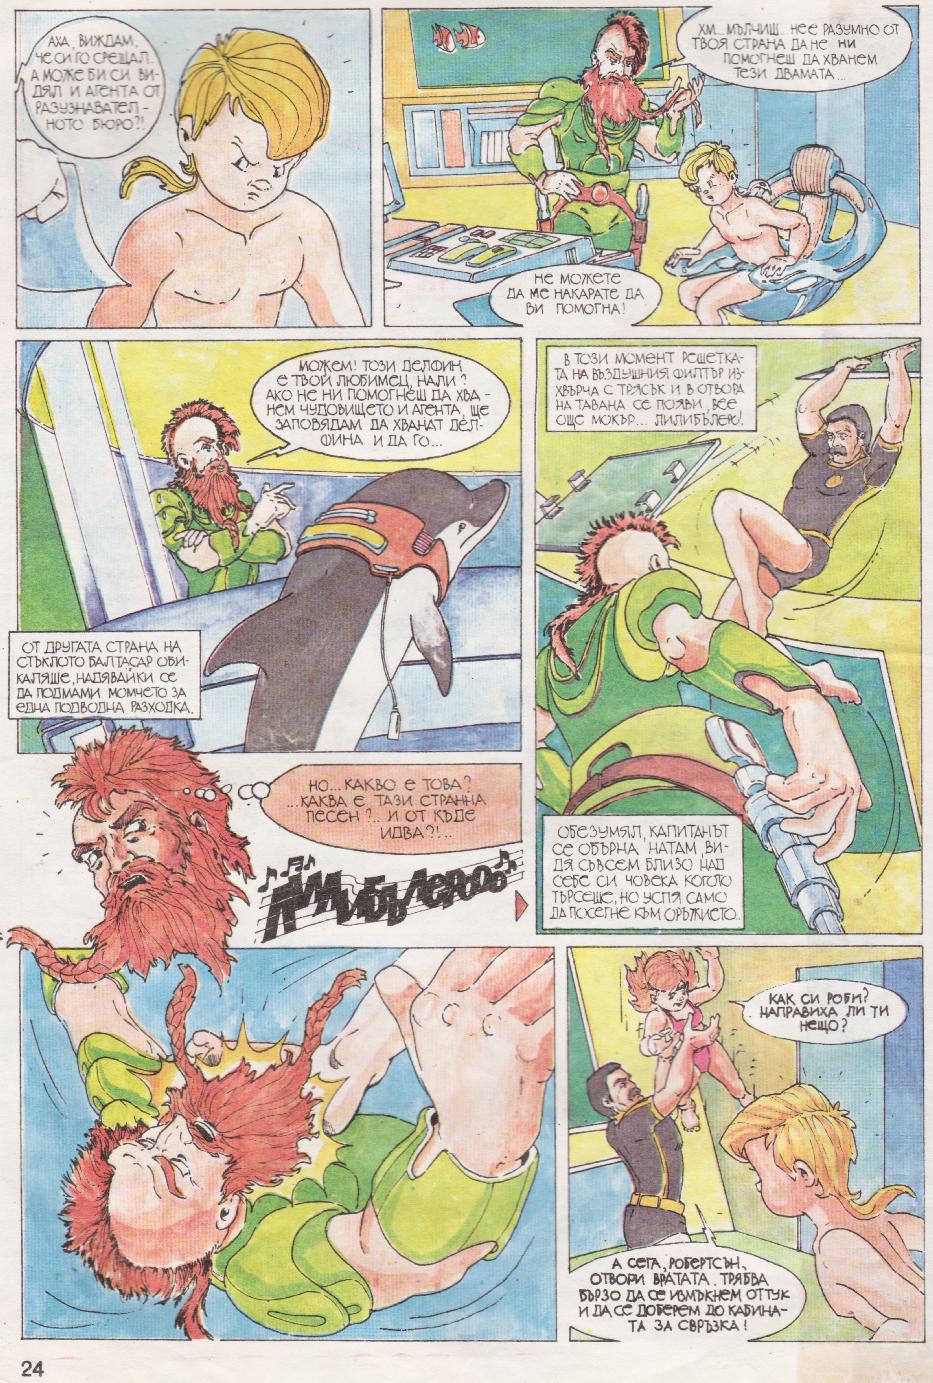 АХА, ВИЖДАМ,
ЧЕ СИ ГО СРЕЩАЛ.
А МОЖЕ БИ СИ ВИ-
ДЯЛ И АГЕНТА ОТ
РАЗУЗНАВАТЕЛ -
НОТО БЮРО?!
ХМ... МЪЛЧИШ... НЕ Е РАЗУМНО ОТ
ТВОЯ СТРАНА ДА НЕ НИ
ПОМОГНЕШ ДА ХВАНЕМ
ТЕЗИ ДВАМАТА...
НЕ МОЖЕТЕ
ДА МЕ НАКАРАТЕ ДА
ВИ ПОМОГНА!
МОЖЕМ! ТОЗИ ДЕЛФИН
Е ТВОЙ ЛЮБИМЕЦ, НАЛИ?
АКО НЕ НИ ПОМОГНЕШ ДА ХВА -
НЕМ ЧУДОВИЩЕТО И АГЕНТА, ЩЕ
ЗАПОВЯДАМ ДА ХВАНАТ ДЕЛ-
ФИНА И ДА ГО...
ОТ ДРУГАТА СТРАНА НА
СТЪКЛОТО БАЛТАСАР ОБИ-
КАЛЯШЕ, НАДЯВАЙКИ СЕ
ДА ПОДМАМИ МОМЧЕТО ЗА
ЕДНА ПОДВОДНА РАЗХОДКА.
НО... КАКВО Е ТОВА?
...КАКВА Е ТАЗИ СТРАННА
ПЕСЕН?.. И ОТ КЪДЕ
ИДВА?!..
В ТОЗИ МОМЕНТ РЕШЕТКА-
ТА НА ВЪЗДУШНИЯ ФИЛТЪР ИЗ-
ХВЪРЧА С ТРЯСЪК И В ОТВОРА
НА ТАВАНА СЕ ПОЯВИ, ВСЕ
ОЩЕ МОКЪР... ЛИЛИБЪЛЕЮ!
ОБЕЗУМЯЛ, КАПИТАНЪТ
СЕ ОБЪРНА НАТАМ, ВИ-
ДЯ СЪВСЕМ БЛИЗО НАД
СЕБЕ СИ ЧОВЕКА КОГОТО
ТЪРСЕШЕ, НО УСПЯ САМО
ДА ПОСЕГНЕ КЪМ ОРЪЖИЕТО.
КАК СИ РОБИ?
НАПРАВИХА ЛИ ТИ
НЕЩО?
А СЕГА, РОБЕРТСЪН,
ОТВОРИ ВРАТАТА. ТРЯБВА
БЪРЗО ДА СЕ ИЗМЪКНЕМ ОТТУК
И ДА СЕ ДОБЕРЕМ ДО КАБИНА-
ТА ЗА СВРЪЗКА!
24